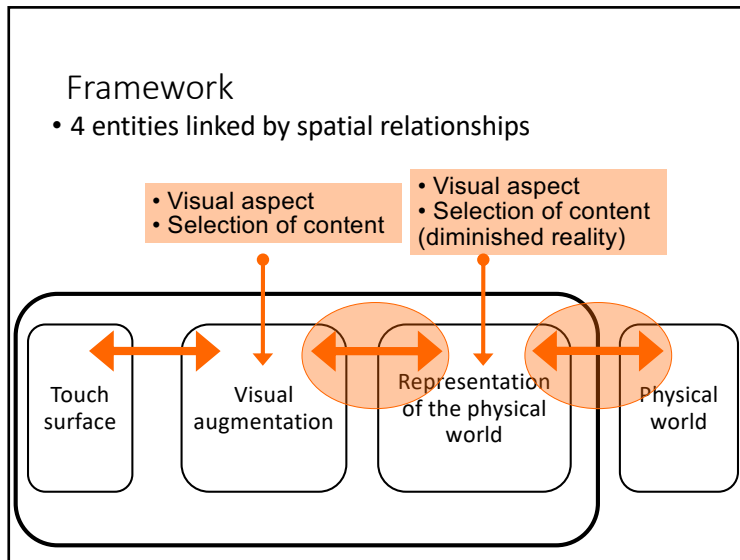 Framework
• 4 entities linked by spatial relationships
• Visual aspect
• Selection of content
• Visual aspect
• Selection of content
(diminished reality)
Touch
surface
Visual
augmentation
Representation
of the physical
world
Physical
world